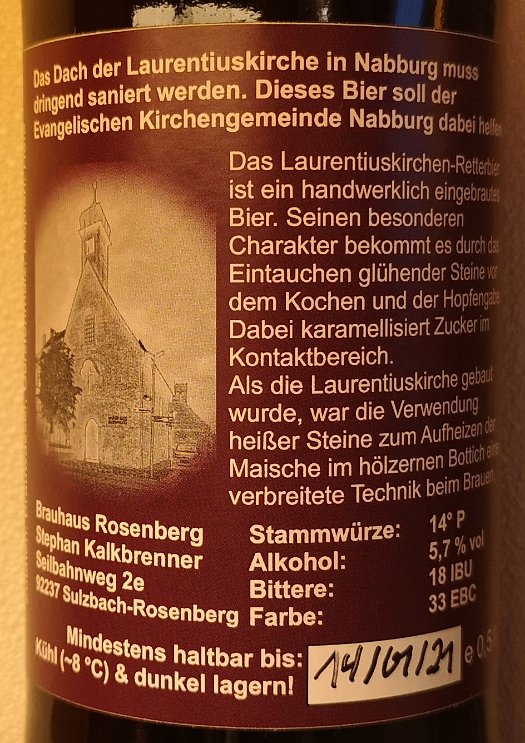 Das Dach der Laurentiuskirche in Nabburg muss
dringend saniert werden. Dieses Bier soll der
Evangelischen Kirchengemeinde Nabburg dabei helfen
Das Laurentiuskirchen-Retterbier
ist ein handwerklich eingebrautes
Bier. Seinen besonderen
Charakter bekommt es durch das
Eintauchen glühender Steine vor
dem Kochen und der Hopfengabe.
Dabei karamellisiert Zucker im
Kontaktbereich.
Als die Laurentiuskirche gebaut
wurde, war die Verwendung
heißer Steine zum Aufheizen der
Maische im hölzernen Bottich eine
verbreitete Technik beim Brauen.
Brauhaus Rosenberg
Stephan Kalkbrenner
Seilbahnweg 2e
92237 Sulzbach-Rosenberg
Stammwürze: 14° P
Alkohol: 5,7 % vol
Bittere: 18 IBU
Farbe: 33 EBC
Mindestens haltbar bis: 14/01/21
Kühl (~8 °C) & dunkel lagern!
e 0,5